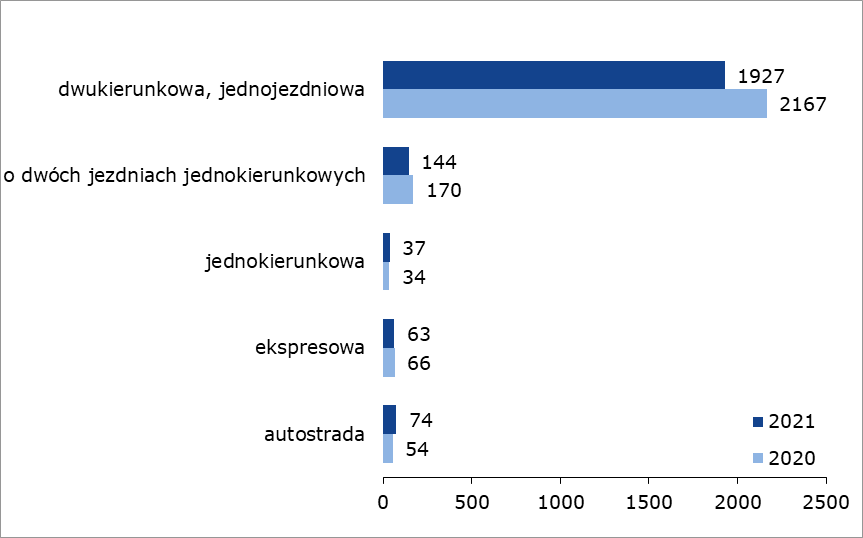 dwukierunkowa, jednojezdniowa
1927
2167
o dwóch jezdniach jednokierunkowych
144
170
jednokierunkowa
37
34
ekspresowa
63
66
autostrada
74
54
2021
2020
0 500 1000 1500 2000 2500